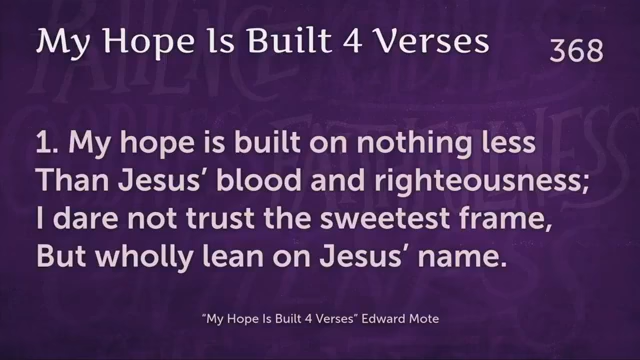 My Hope Is Built 4 Verses
368
1. My hope is built on nothing less
Than Jesus’ blood and righteousness;
I dare not trust the sweetest frame,
But wholly lean on Jesus’ name.
“My Hope Is Built 4 Verses” Edward Mote